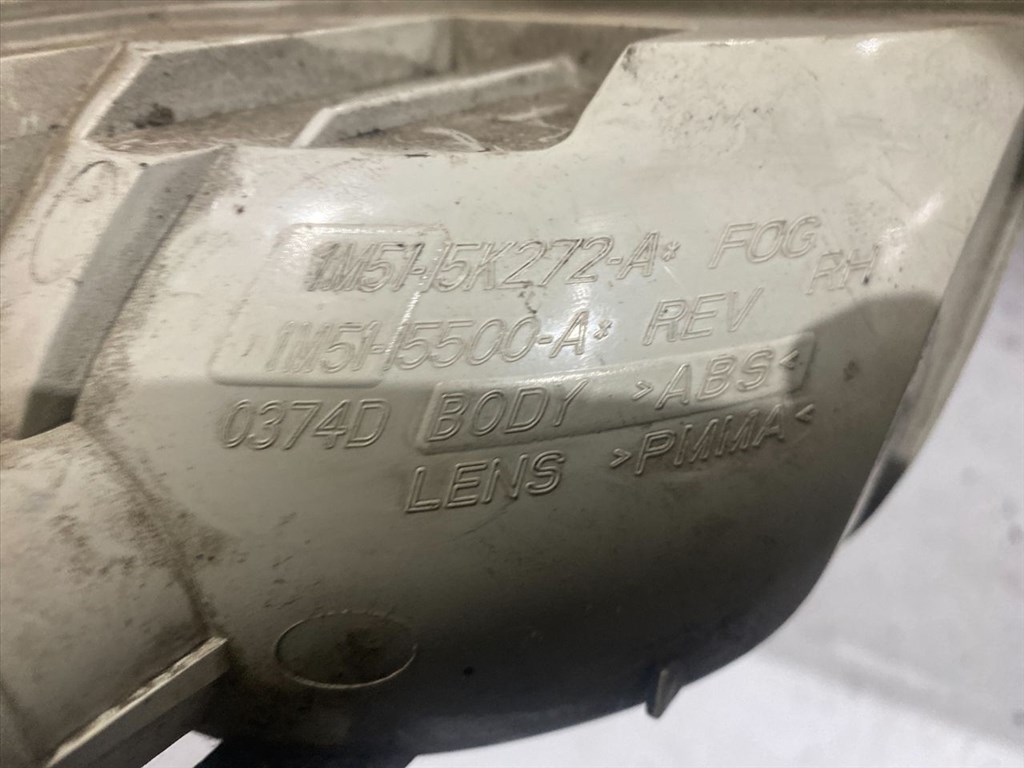 1M51-15K272-A* FOG
RH
1M51-15500-A* REV
0374D BODY >ABS<
LENS >PMMA<